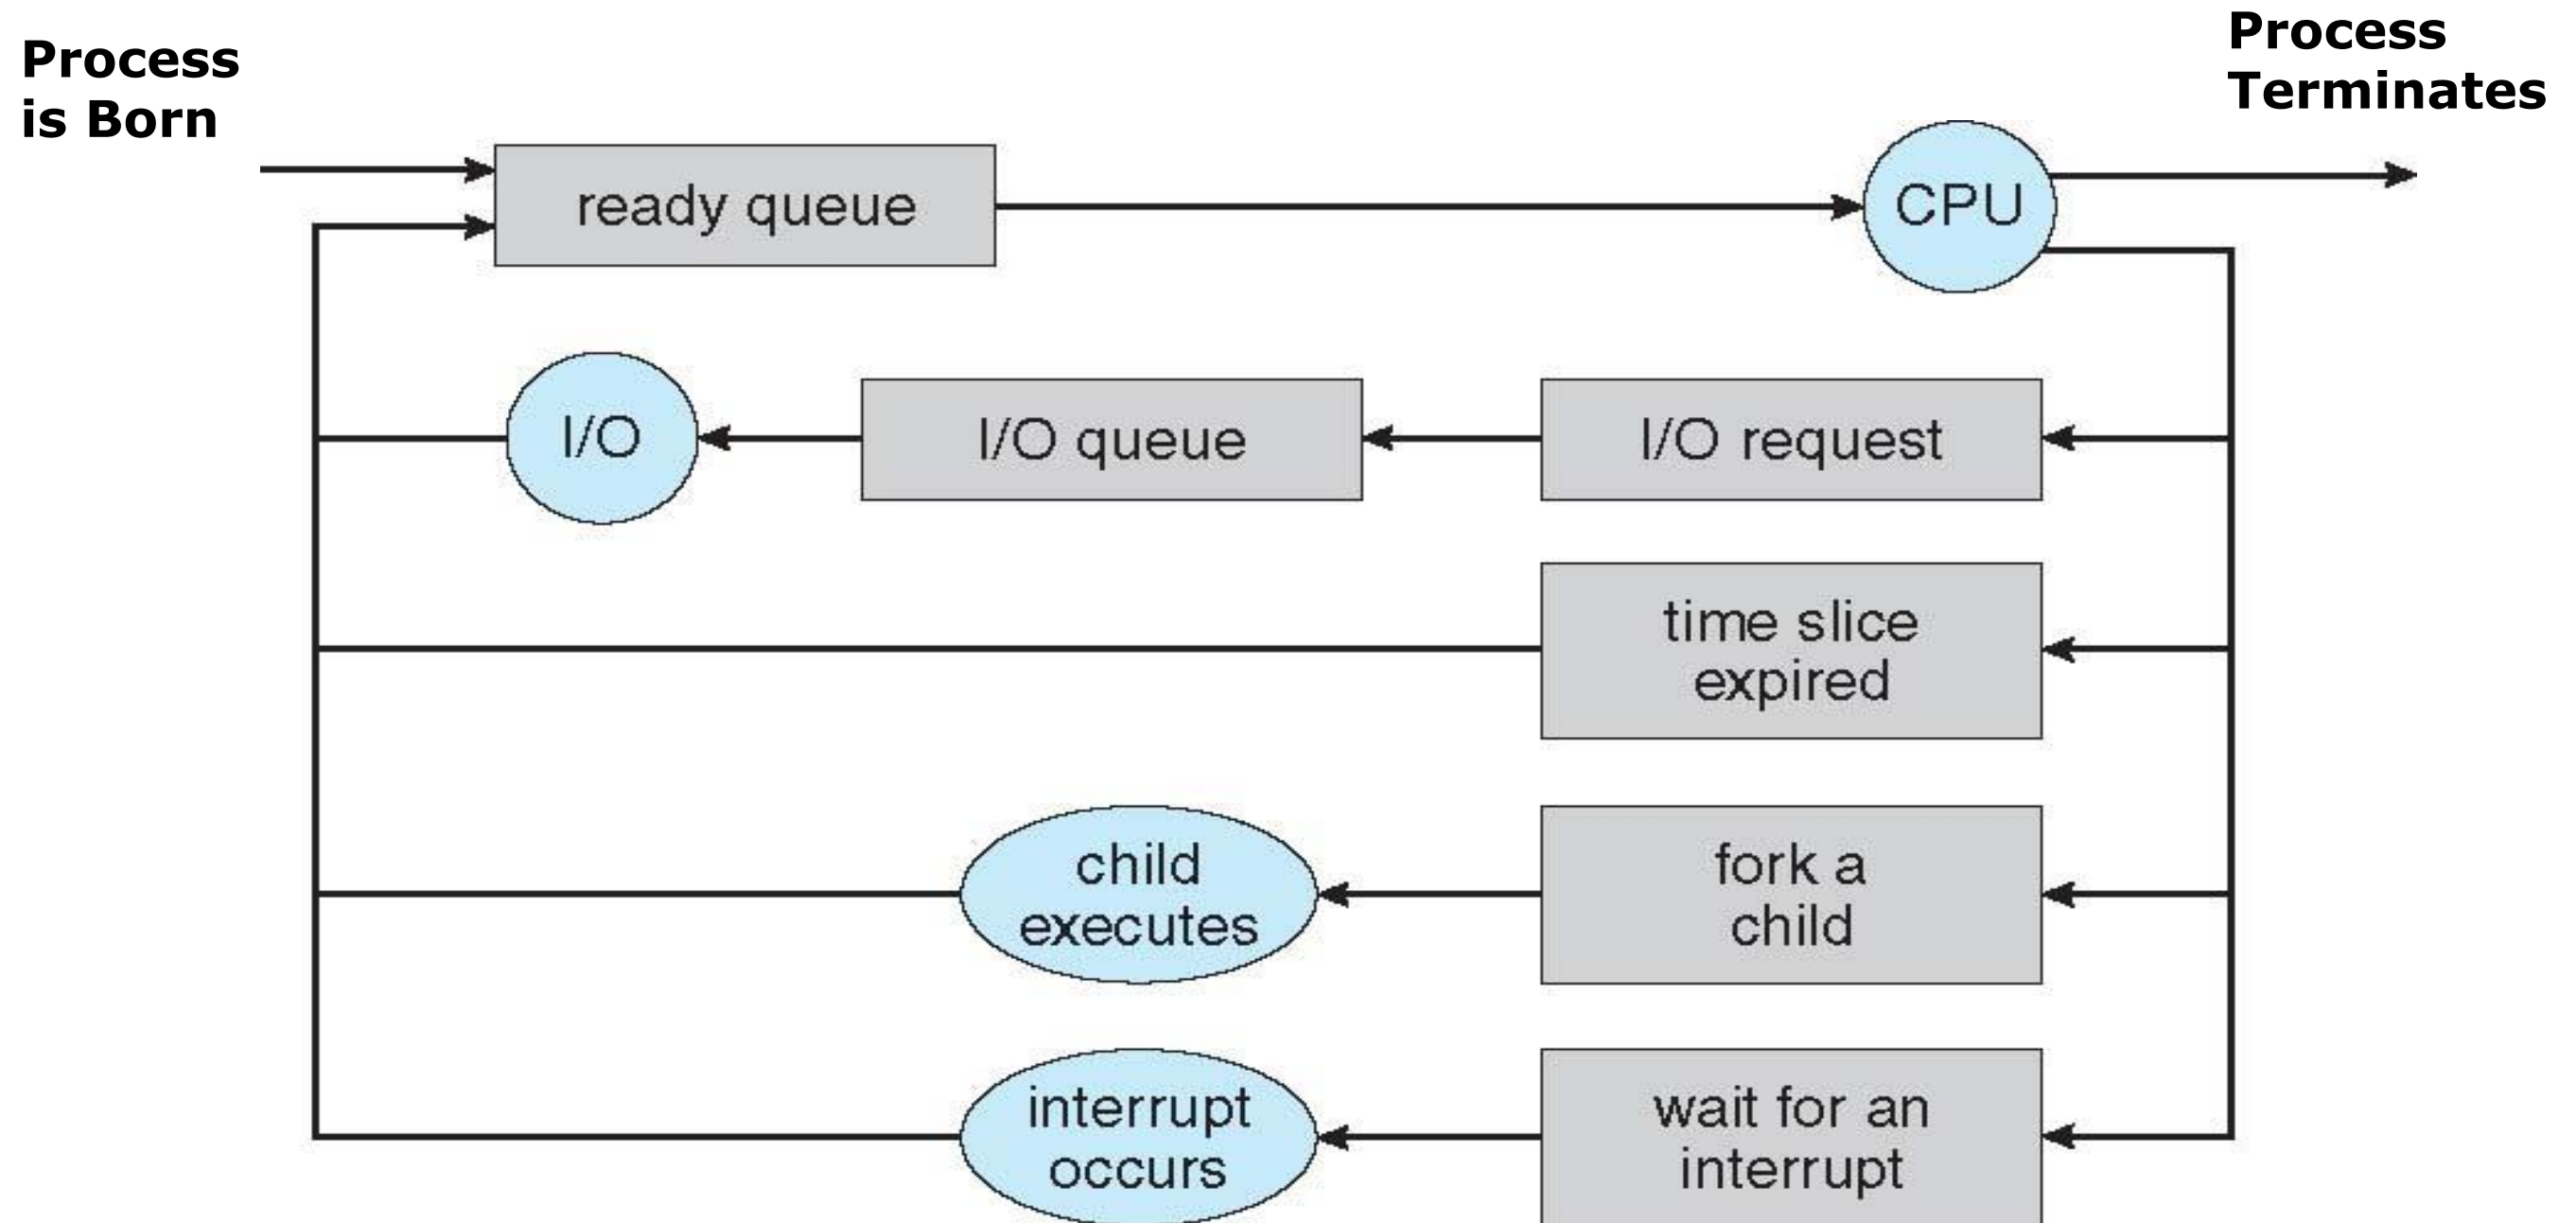 Process
is Born
Process
Terminates
ready queue
CPU
I/O
I/O queue
I/O request
time slice
expired
child
executes
fork a
child
interrupt
occurs
wait for an
interrupt